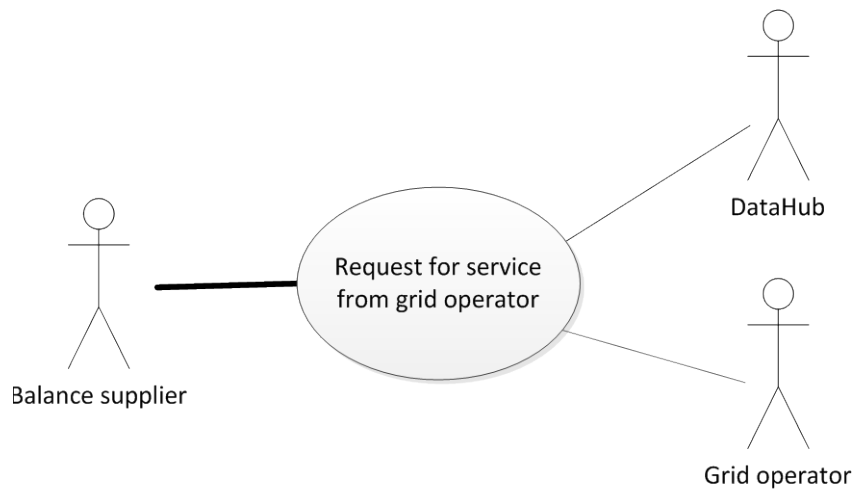 DataHub
Request for service
from grid operator
Balance supplier
Grid operator